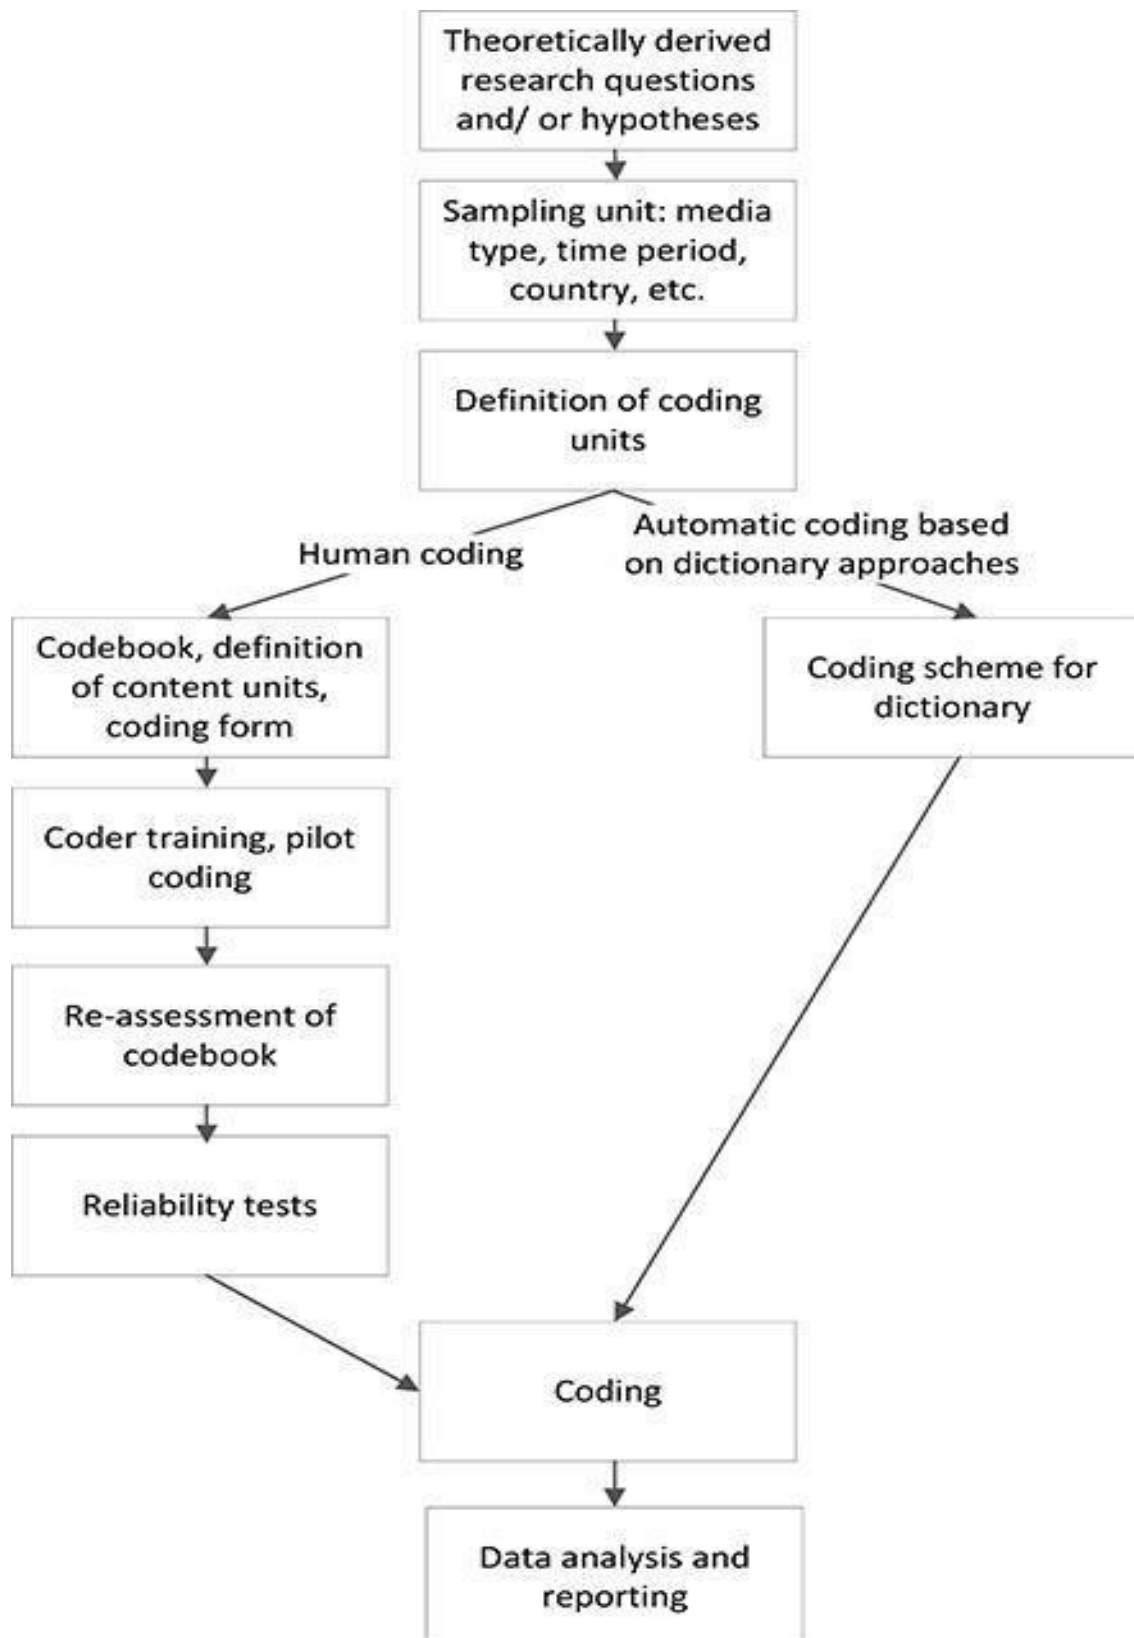 Theoretically derived
research questions
and/ or hypotheses
Sampling unit: media
type, time period,
country, etc.
Definition of coding
units
Human coding
Automatic coding based
on dictionary approaches
Codebook, definition
of content units,
coding form
Coding scheme for
dictionary
Coder training, pilot
coding
Re-assessment of
codebook
Reliability tests
Coding
Data analysis and
reporting